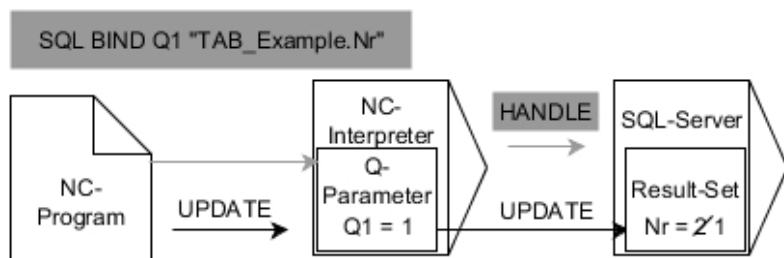 SQL BIND Q1 "TAB_Example.Nr"
NC-
Program
UPDATE
NC-
Interpreter
Q-
Parameter
Q1 = 1
HANDLE
UPDATE
SQL-Server
Result-Set
Nr = 2 1